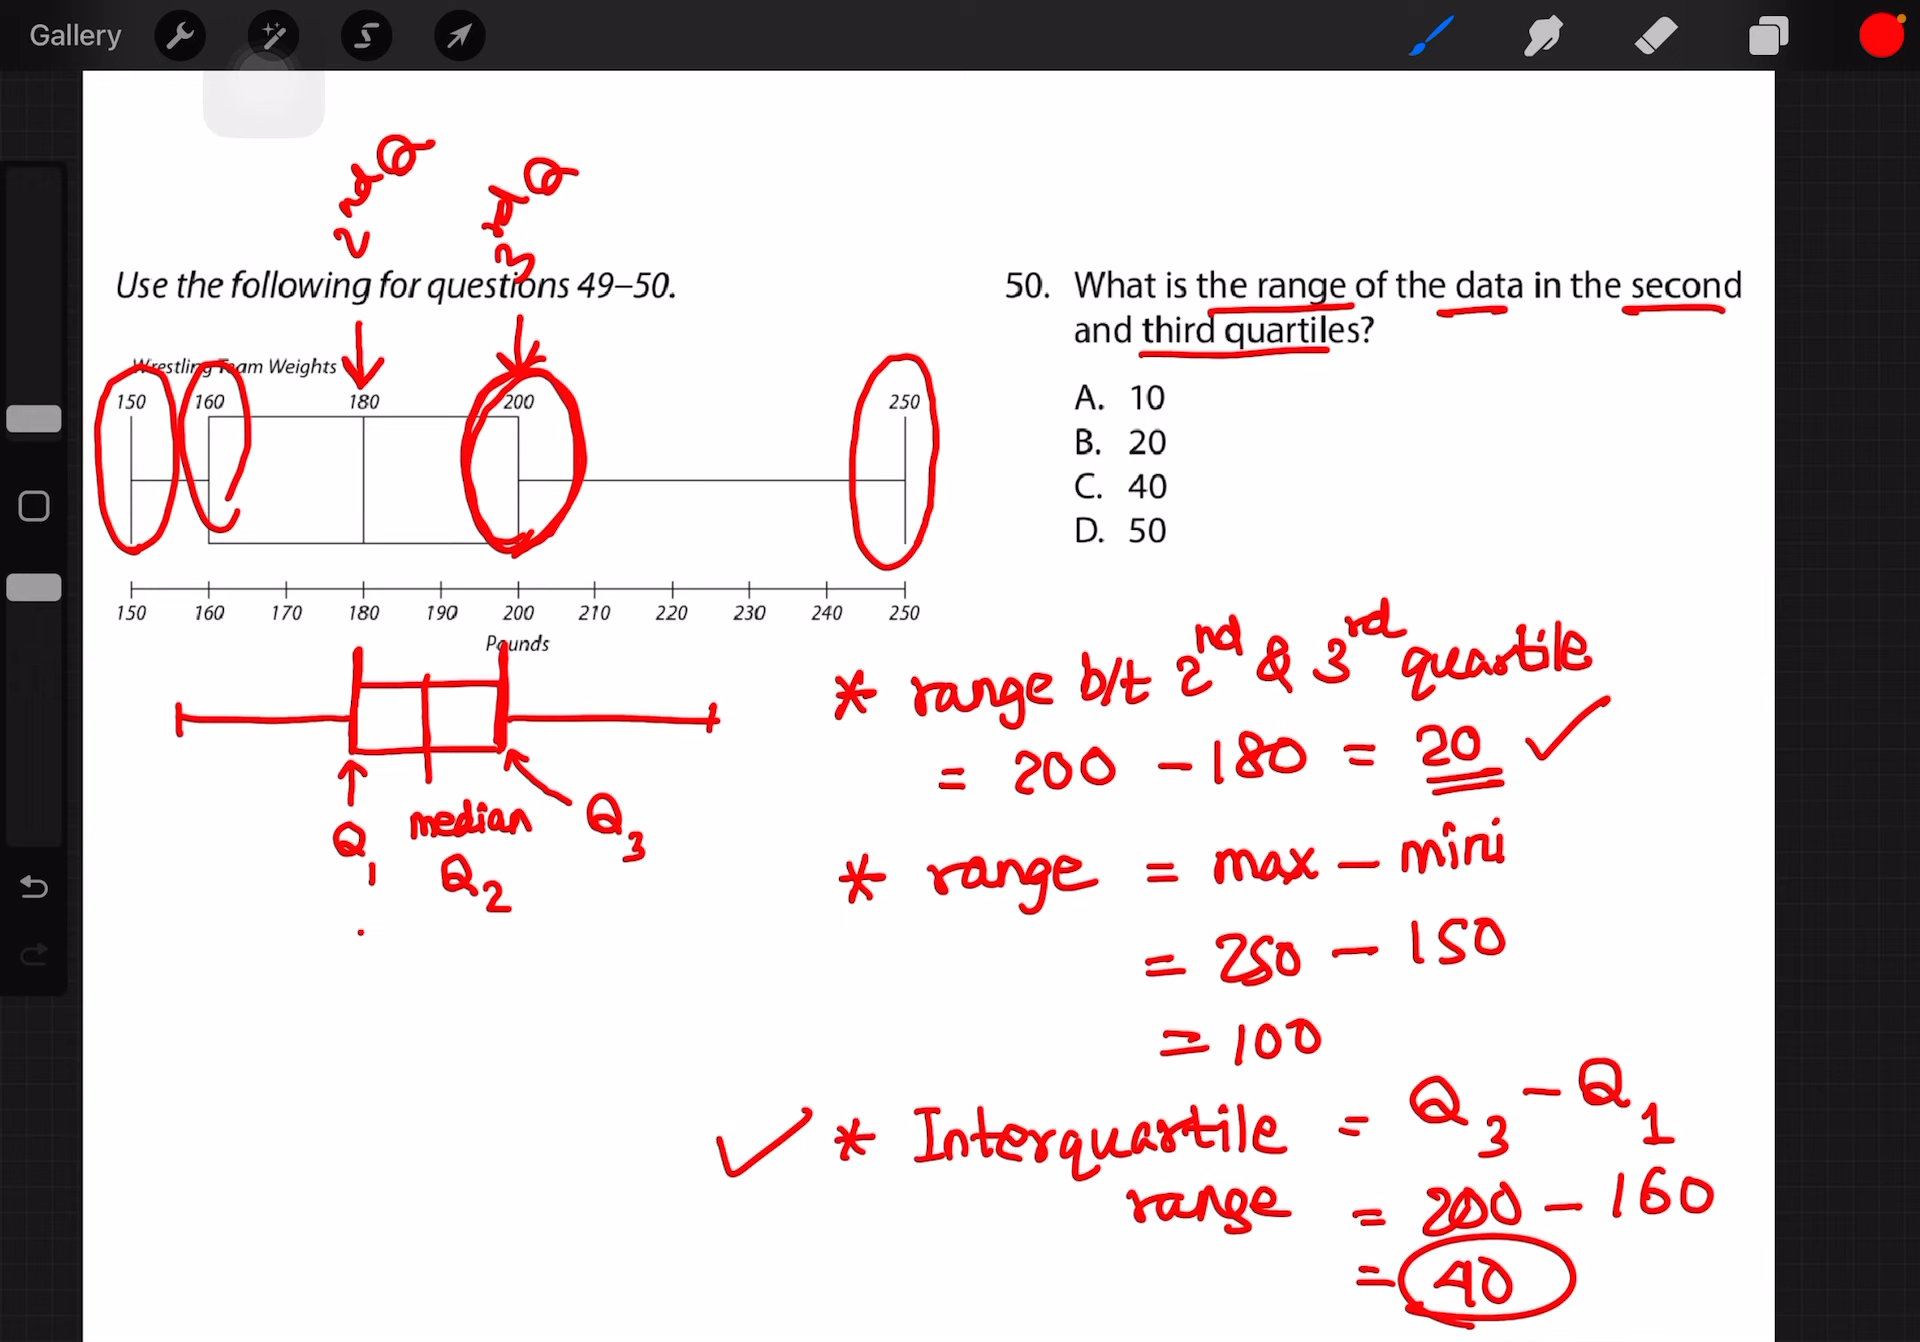 Gallery
2nd Q
3rd Q
Use the following for questions 49–50.
Wrestling Team Weights
150 160 180 200 250
150 160 170 180 190 200 210 220 230 240 250
Pounds
Q1
median
Q2
Q3
50. What is the range of the data in the second
and third quartiles?
A. 10
B. 20
C. 40
D. 50
* range b/t 2nd & 3rd quartile
= 200 - 180 = 20
* range = max - mini
= 250 - 150
= 100
* Interquartile = Q3 - Q1
range = 200 - 160
= 40